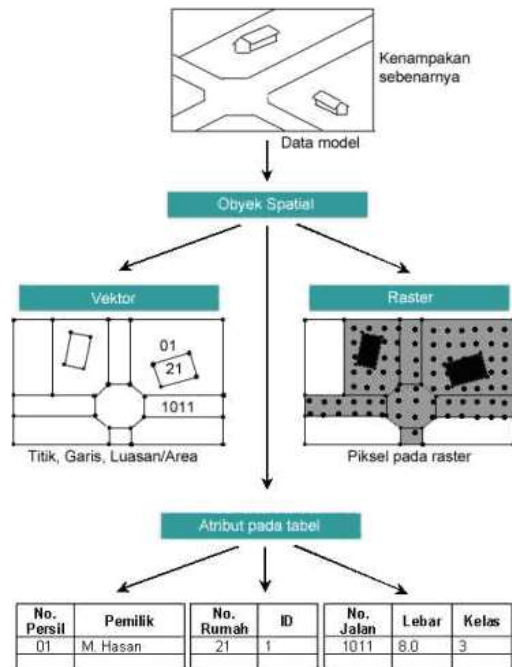 Kenampakan
sebenarnya
Data model
Obyek Spatial
Vektor
Raster
01
21
1011
Titik, Garis, Luasan/Area
Piksel pada raster
Atribut pada tabel
No. Persil Pemilik
01 M. Hasan
No. Rumah ID
21 1
No. Jalan Lebar Kelas
1011 8.0 3